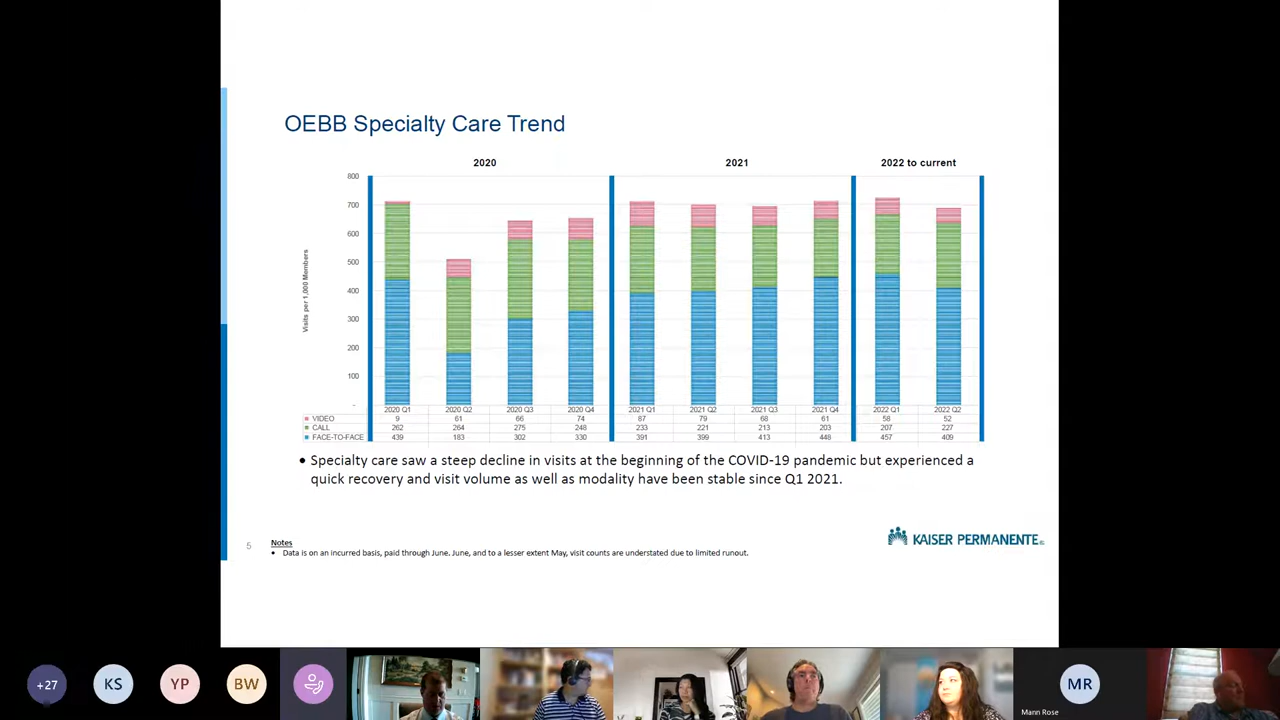 OEBB Specialty Care Trend
2020 2021 2022 to current
800
700
600
500
400
300
200
100
-
Visits per 1,000 Members
2020 Q1 2020 Q2 2020 Q3 2020 Q4 2021 Q1 2021 Q2 2021 Q3 2021 Q4 2022 Q1 2022 Q2
VIDEO 9 61 66 74 87 79 68 61 58 52
CALL 262 264 275 248 233 221 213 203 207 227
FACE-TO-FACE 439 183 302 330 391 399 413 448 457 409
• Specialty care saw a steep decline in visits at the beginning of the COVID-19 pandemic but experienced a
quick recovery and visit volume as well as modality have been stable since Q1 2021.
5
Notes
• Data is on an incurred basis, paid through June. June, and to a lesser extent May, visit counts are understated due to limited runout.
KAISER PERMANENTE
+27 KS YP BW MR
Mann Rose